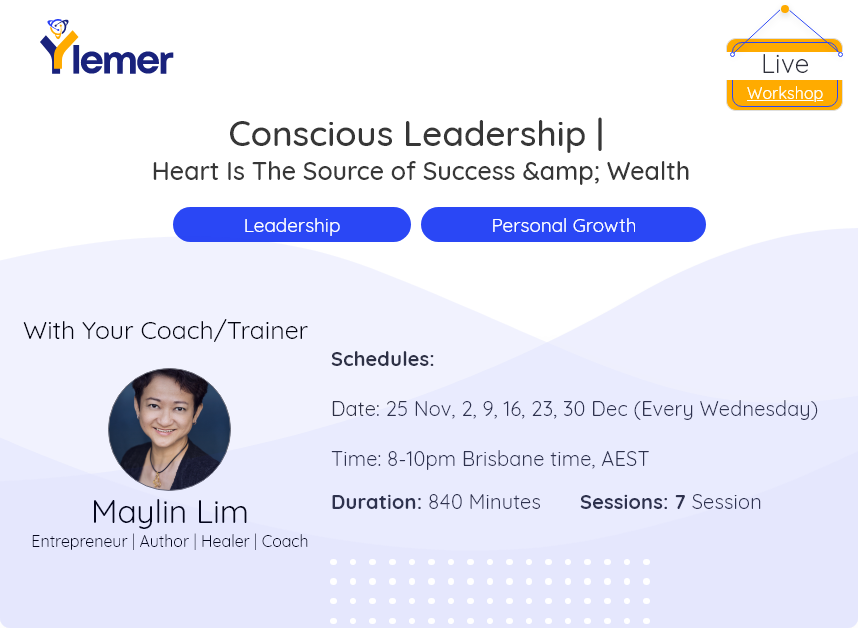 Ylemer
Live
Workshop
Conscious Leadership |
Heart Is The Source of Success &amp; Wealth
Leadership
Personal Growth
With Your Coach/Trainer
Schedules:
Date: 25 Nov, 2, 9, 16, 23, 30 Dec (Every Wednesday)
Time: 8-10pm Brisbane time, AEST
Duration: 840 Minutes
Sessions: 7 Session
Maylin Lim
Entrepreneur | Author | Healer | Coach